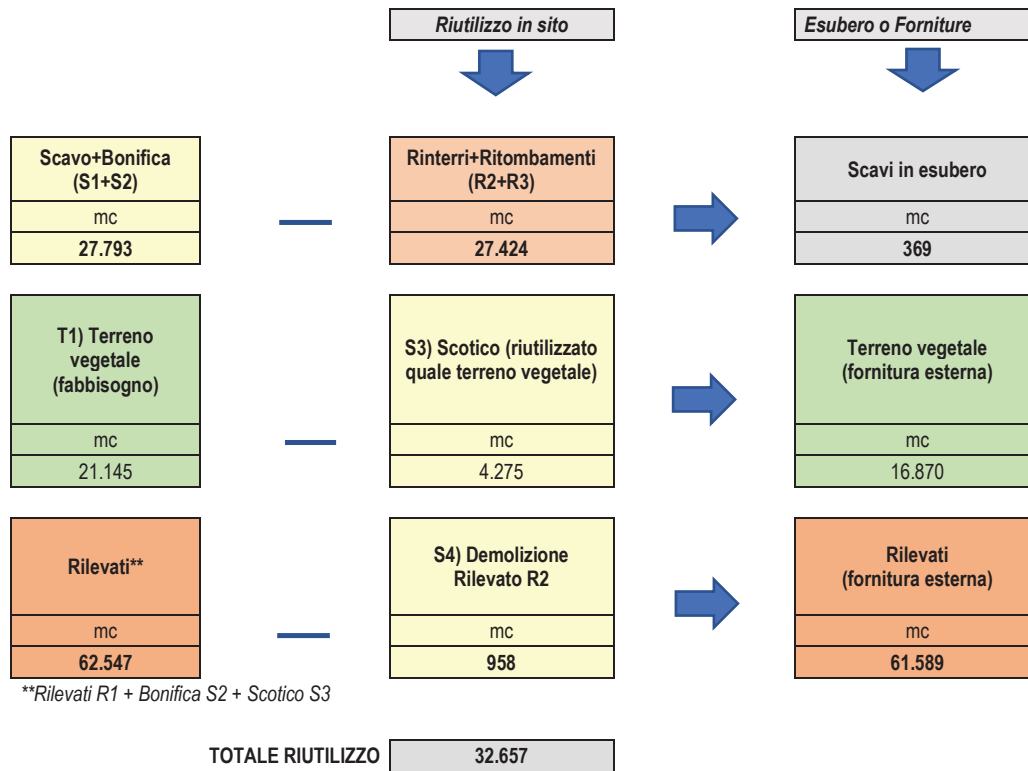 Riutilizzo in sito
Esubero o Forniture
Scavo+Bonifica
(S1+S2)
mc
27.793
Rinterri+Ritombamenti
(R2+R3)
mc
27.424
Scavi in esubero
mc
369
T1) Terreno
vegetale
(fabbisogno)
mc
21.145
S3) Scotico (riutilizzato
quale terreno vegetale)
mc
4.275
Terreno vegetale
(fornitura esterna)
mc
16.870
Rilevati**
mc
62.547
S4) Demolizione
Rilevato R2
mc
958
Rilevati
(fornitura esterna)
mc
61.589
**Rilevati R1 + Bonifica S2 + Scotico S3
TOTALE RIUTILIZZO 32.657